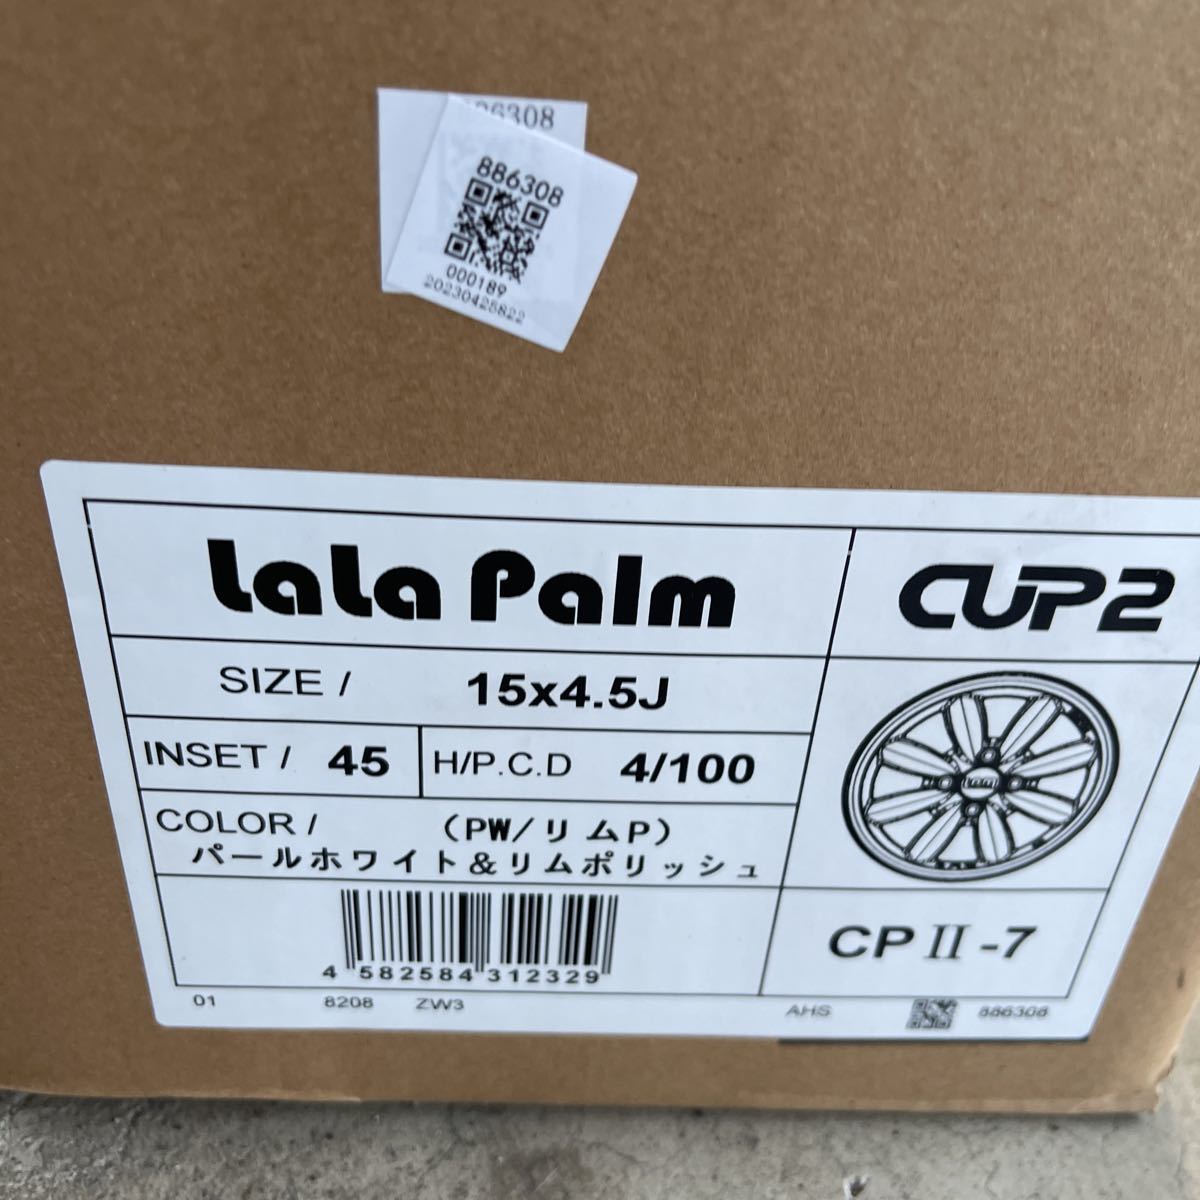 886308
000189
20230425822
LaLa Palm
CUP2
SIZE / 15x4.5J
INSET / 45 H/P.C.D 4/100
COLOR / (PW/リムP)
パールホワイト&リムポリッシュ
CP II -7
4 582584 312329
01 8208 ZW3 AHS 886308